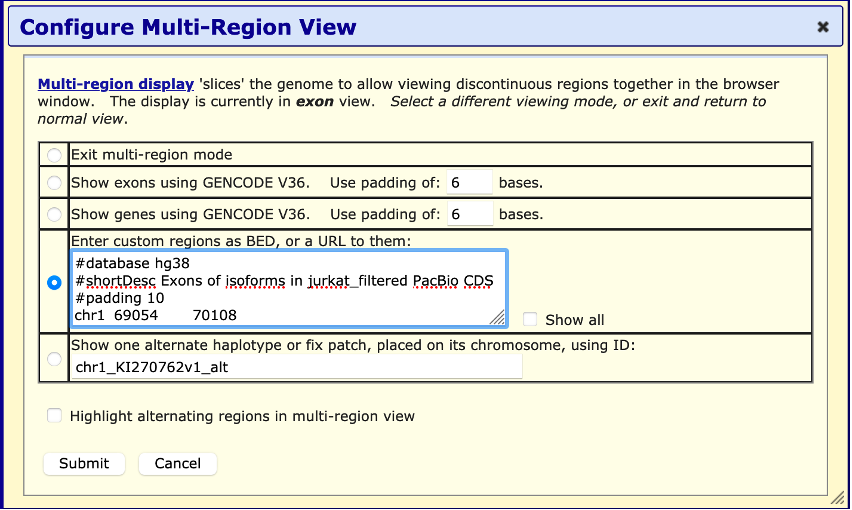 Configure Multi-Region View
Multi-region display 'slices' the genome to allow viewing discontinuous regions together in the browser
window. The display is currently in exon view. Select a different viewing mode, or exit and return to
normal view.
Exit multi-region mode
Show exons using GENCODE V36. Use padding of: 6 bases.
Show genes using GENCODE V36. Use padding of: 6 bases.
Enter custom regions as BED, or a URL to them:
#database hg38
#shortDesc Exons of isoforms in jurkat_filtered PacBio CDS
#padding 10
chr1 69054 70108
Show all
Show one alternate haplotype or fix patch, placed on its chromosome, using ID:
chr1_KI270762v1_alt
Highlight alternating regions in multi-region view
Submit Cancel